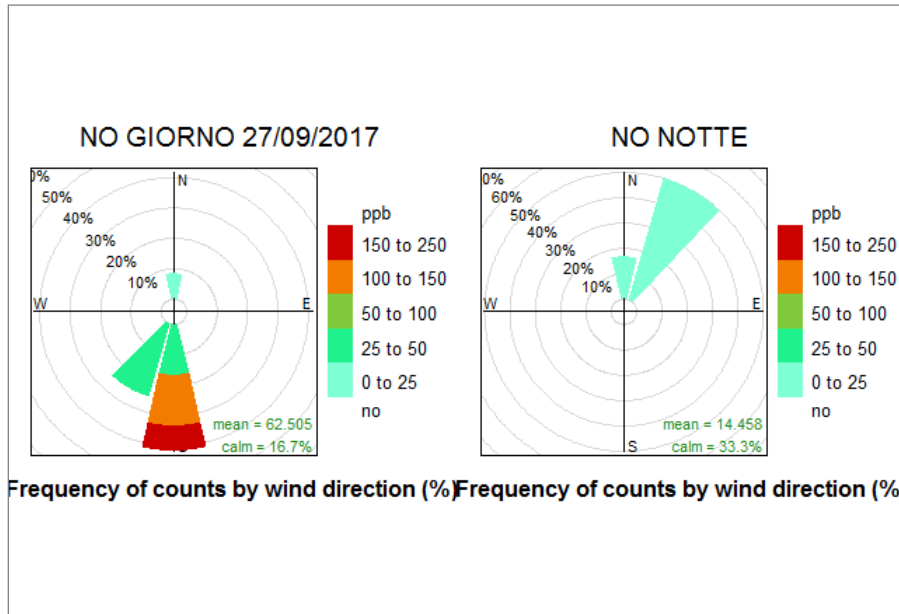 NO GIORNO 27/09/2017
0%
50%
40%
30%
20%
10%
N
W
E
mean = 62.505
calm = 16.7%
ppb
150 to 250
100 to 150
50 to 100
25 to 50
0 to 25
no
Frequency of counts by wind direction (%)
NO NOTTE
0%
60%
50%
40%
30%
20%
10%
N
W
E
S
mean = 14.458
calm = 33.3%
ppb
150 to 250
100 to 150
50 to 100
25 to 50
0 to 25
no
Frequency of counts by wind direction (%